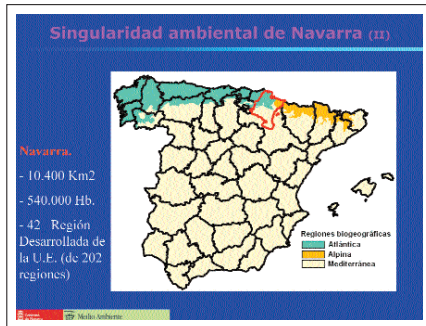 Singularidad ambiental de Navarra (II)
Navarra.
- 10.400 Km2
- 540.000 Hb.
- 42 Región
Desarrollada de
la U.E. (de 202
regiones)
Regiones biogeográficas
Atlántica
Alpina
Mediterránea
Medio Ambiente